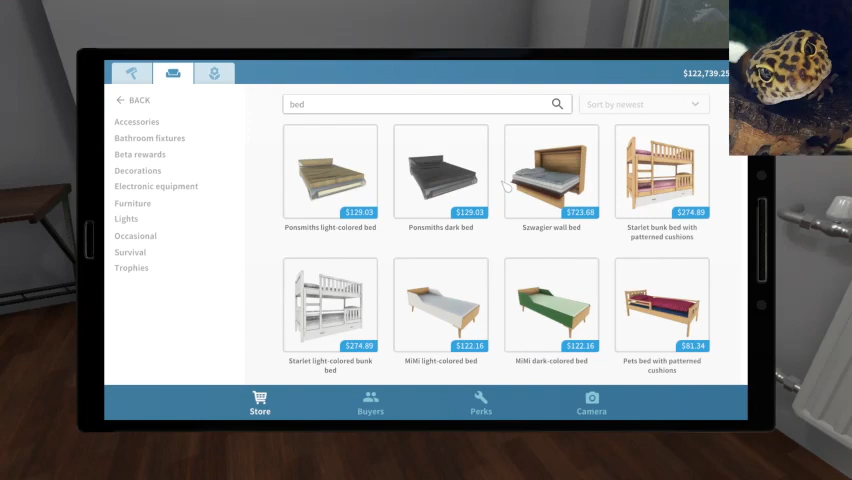 $122,739.25
BACK
bed
Sort by newest
Accessories
Bathroom fixtures
Beta rewards
Decorations
Electronic equipment
Furniture
Lights
Occasional
Survival
Trophies
$129.03
$129.03
$723.68
$274.89
Ponsmiths light-colored bed
Ponsmiths dark bed
Szwagier wall bed
Starlet bunk bed with
patterned cushions
$274.89
$122.16
$122.16
$81.34
Starlet light-colored bunk
bed
MiMi light-colored bed
MiMi dark-colored bed
Pets bed with patterned
cushions
Store
Buyers
Perks
Camera